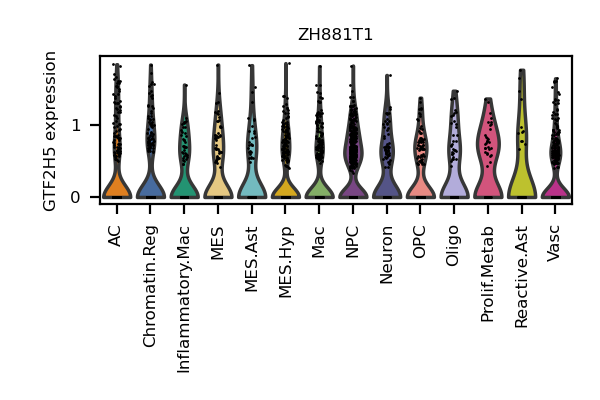 ZH881T1
GTF2H5 expression
1
0
AC
Chromatin.Reg
Inflammatory.Mac
MES
MES.Ast
MES.Hyp
Mac
NPC
Neuron
OPC
Oligo
Prolif.Metab
Reactive.Ast
Vasc